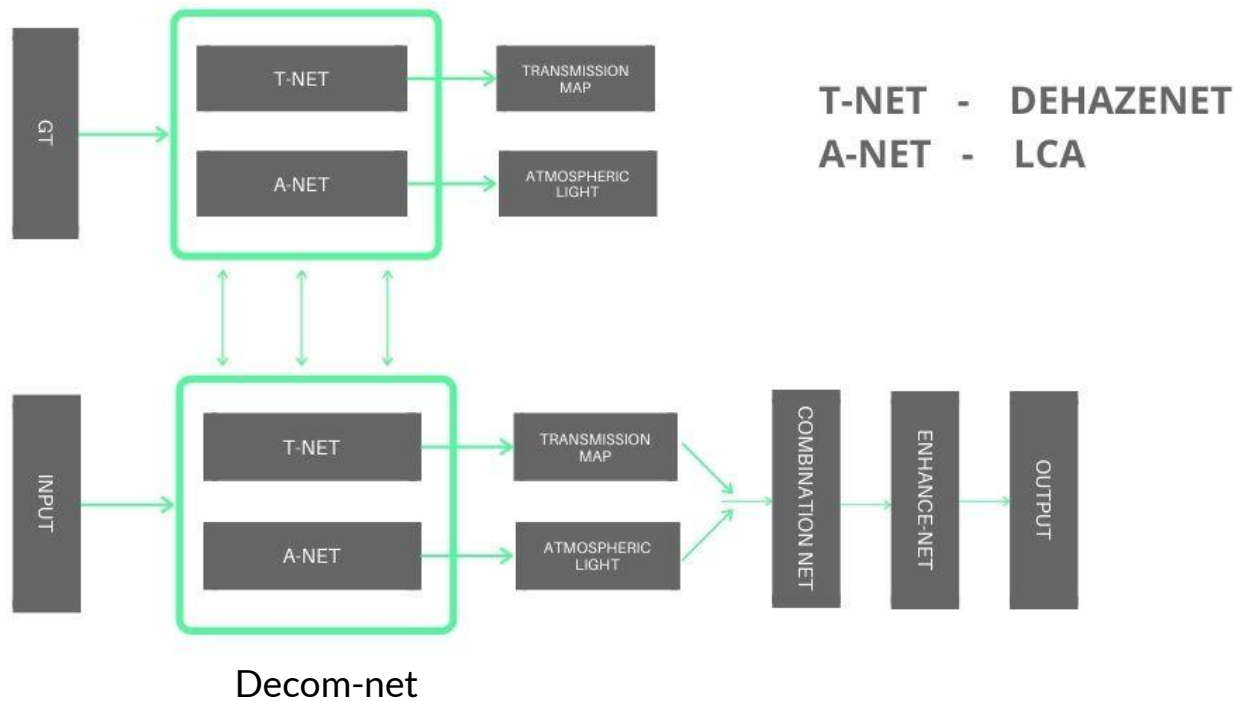 GT
T-NET
TRANSMISSION
MAP
A-NET
ATMOSPHERIC
LIGHT
T-NET - DEHAZENET
A-NET - LCA
INPUT
T-NET
TRANSMISSION
MAP
A-NET
ATMOSPHERIC
LIGHT
COMBINATION NET
ENHANCE-NET
OUTPUT
Decom-net